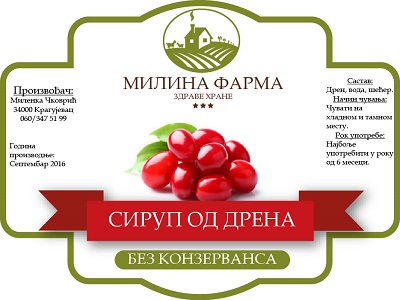 МИЛИНА ФАРМА
ЗДРАВЕ ХРАНЕ
Произвођач:
Миленка Чковрић
34000 Крагујевац
060/347 51 99
Година
производње:
Септембар 2016
Састав:
Дрен, вода, шећер.
Начин чувања:
Чувати на
хладном и тамном
месту.
Рок употребе:
Најбоље
употребити у року
од 6 месеци.
СИРУП ОД ДРЕНА
БЕЗ КОНЗЕРВАНСА